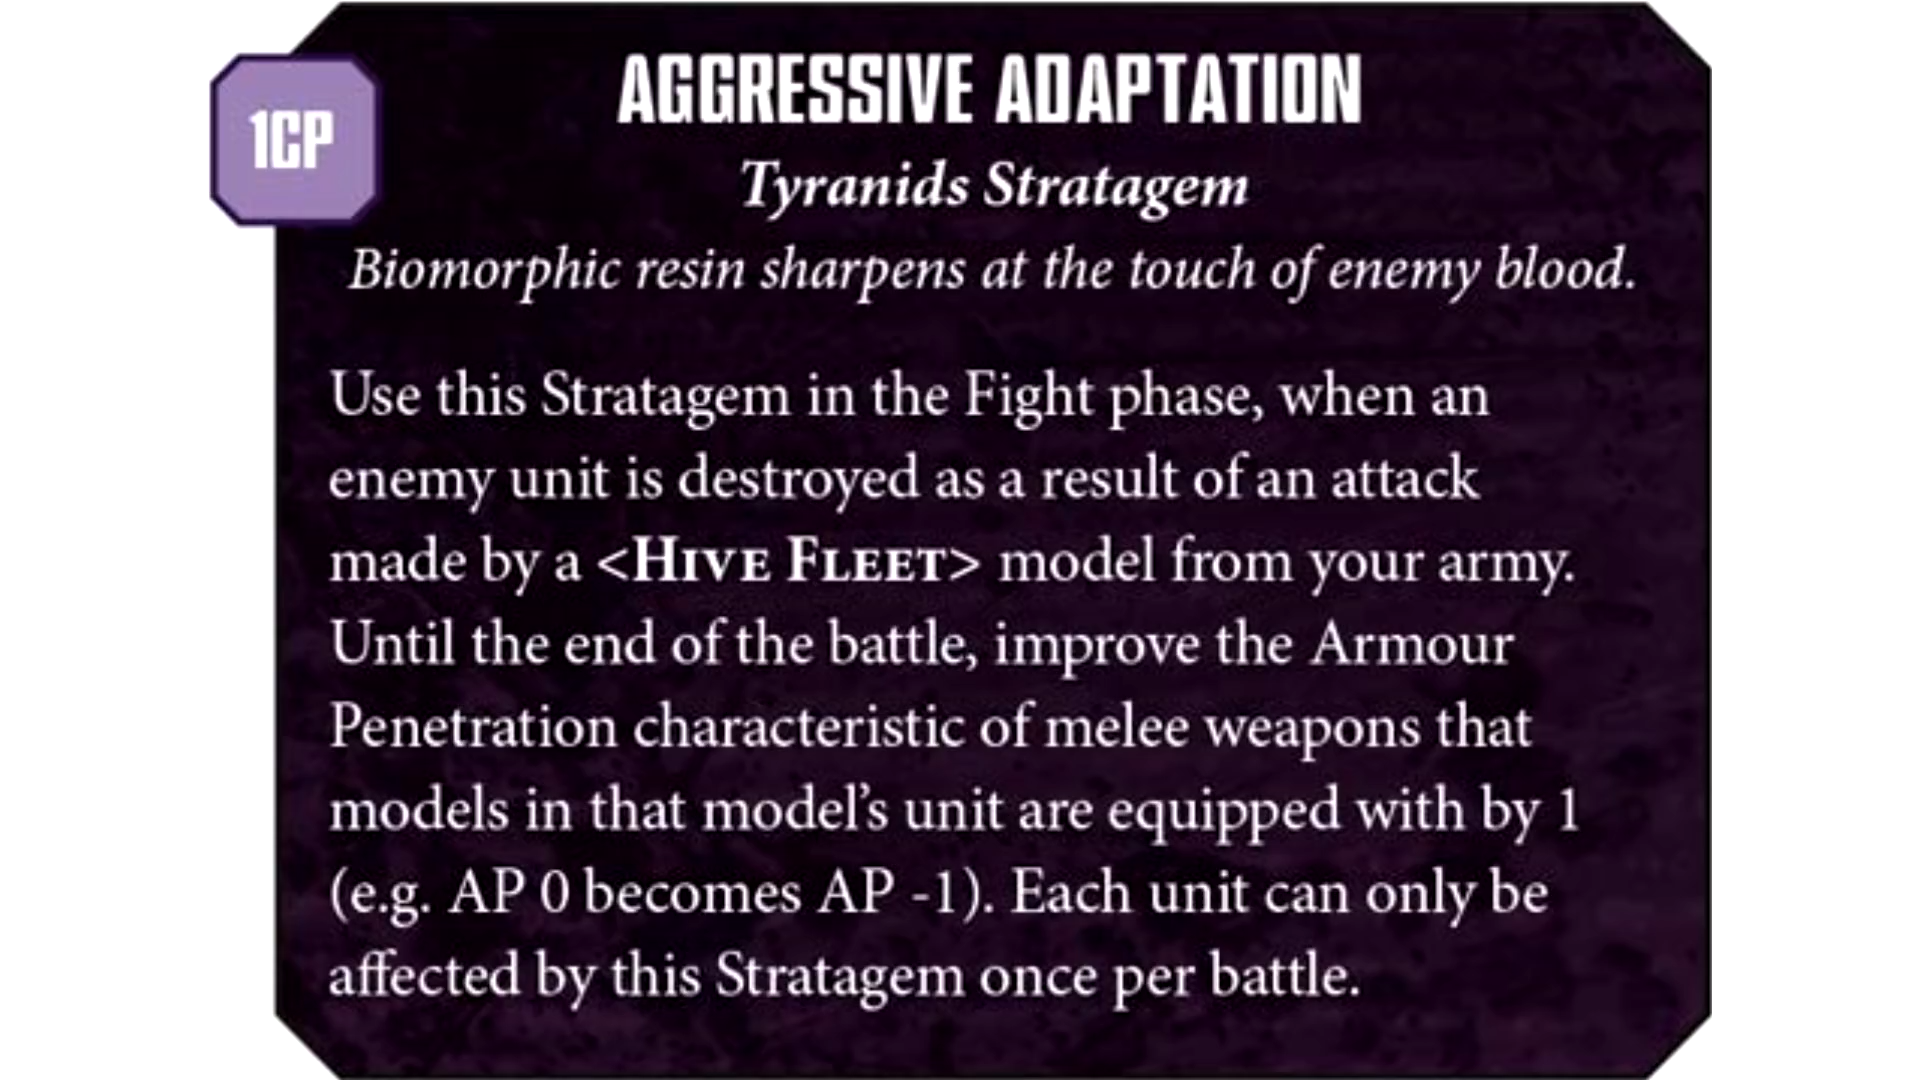 1CP
AGGRESSIVE ADAPTATION
Tyranids Stratagem
Biomorphic resin sharpens at the touch of enemy blood.
Use this Stratagem in the Fight phase, when an
enemy unit is destroyed as a result of an attack
made by a <HIVE FLEET> model from your army.
Until the end of the battle, improve the Armour
Penetration characteristic of melee weapons that
models in that model’s unit are equipped with by 1
(e.g. AP 0 becomes AP -1). Each unit can only be
affected by this Stratagem once per battle.